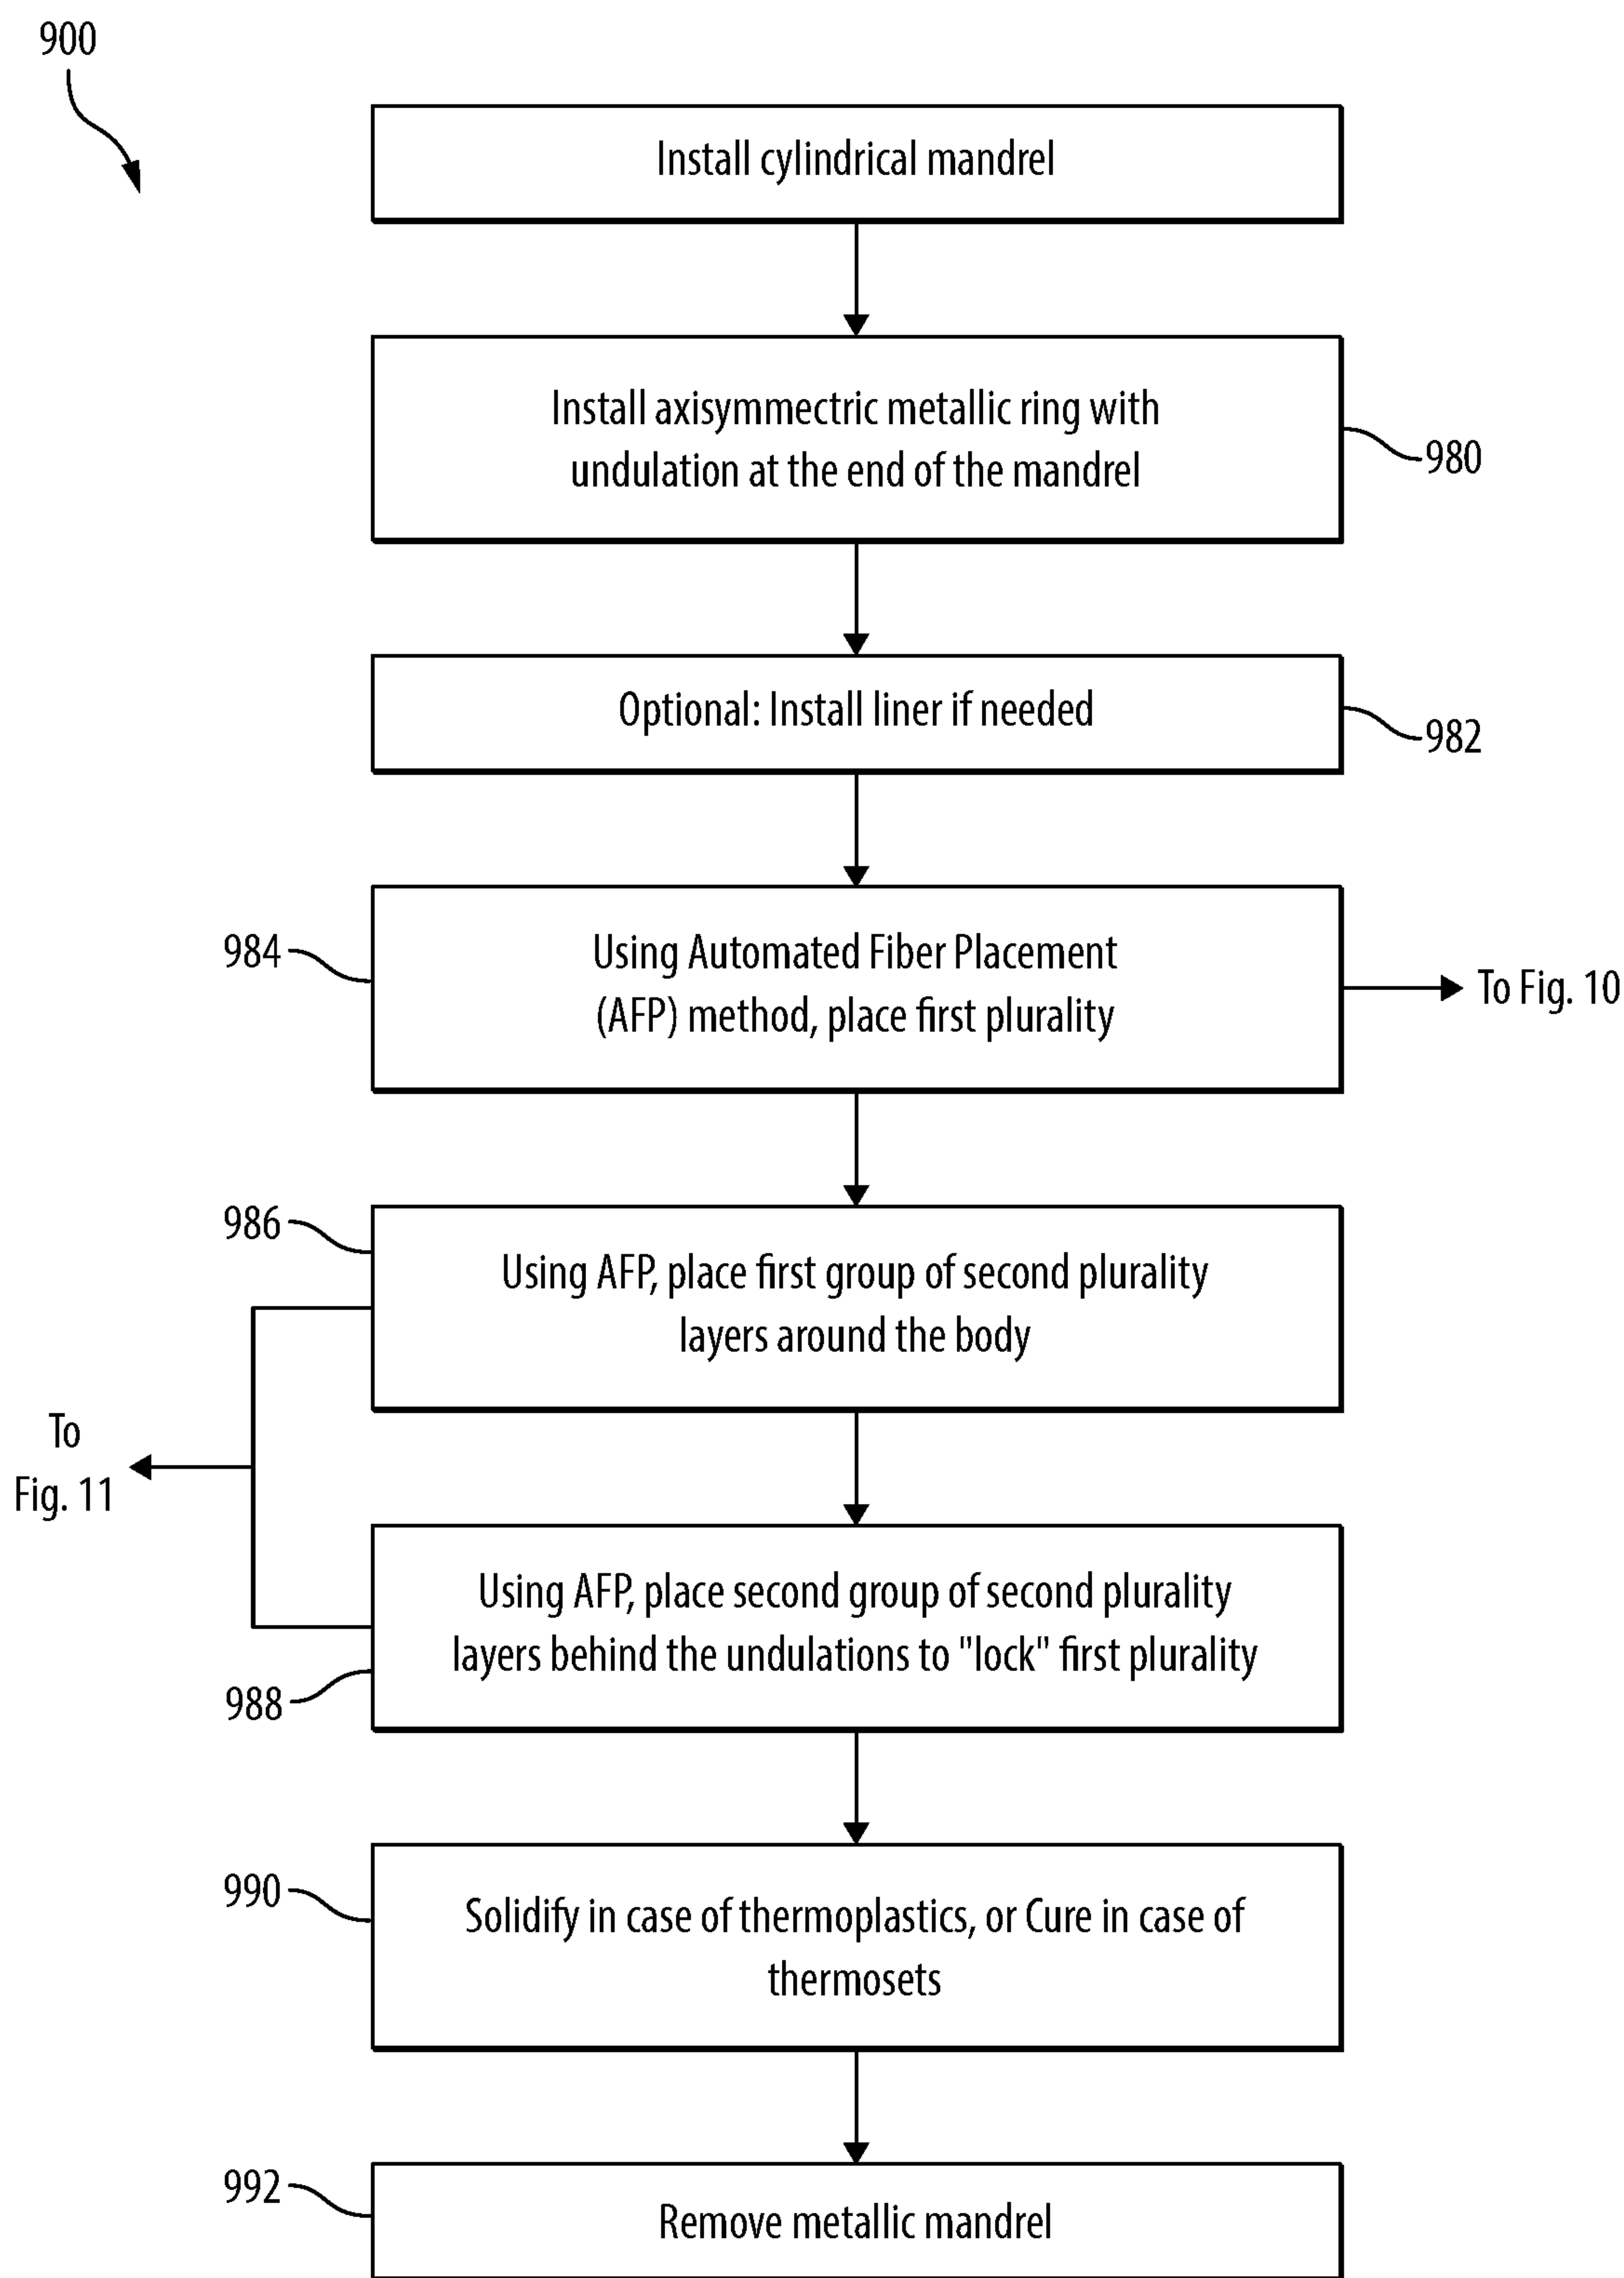 900
Install cylindrical mandrel
Install axisymmectric metallic ring with
undulation at the end of the mandrel
980
Optional: Install liner if needed
982
984
Using Automated Fiber Placement
(AFP) method, place first plurality
To Fig. 10
986
Using AFP, place first group of second plurality
layers around the body
To
Fig. 11
Using AFP, place second group of second plurality
layers behind the undulations to "lock" first plurality
988
990
Solidify in case of thermoplastics, or Cure in case of
thermosets
992
Remove metallic mandrel